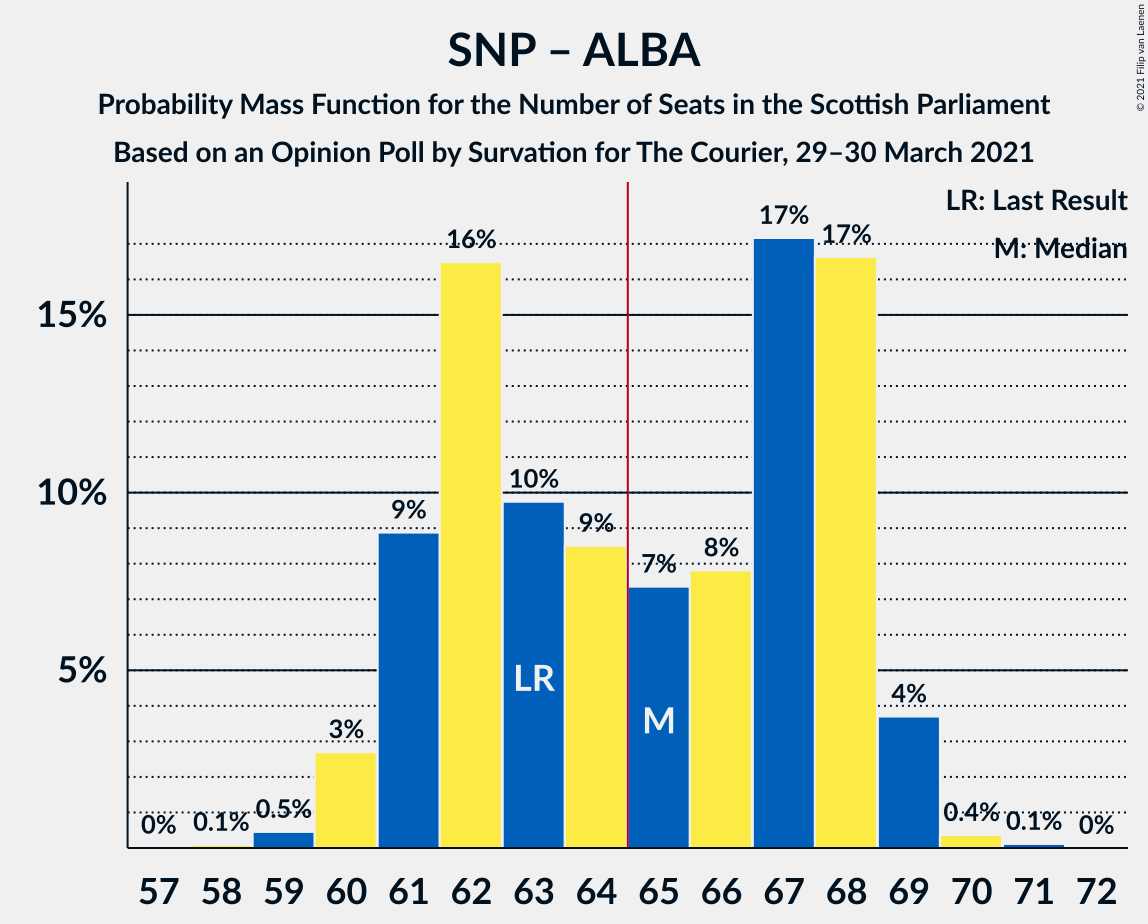 SNP – ALBA
Probability Mass Function for the Number of Seats in the Scottish Parliament
Based on an Opinion Poll by Survation for The Courier, 29–30 March 2021
© 2021 Filip van Laenen
LR: Last Result
M: Median
15%
10%
5%
0%
0.1%
0.5%
3%
9%
16%
10%
9%
7%
8%
17%
17%
4%
0.4%
0.1%
0%
LR
M
57 58 59 60 61 62 63 64 65 66 67 68 69 70 71 72